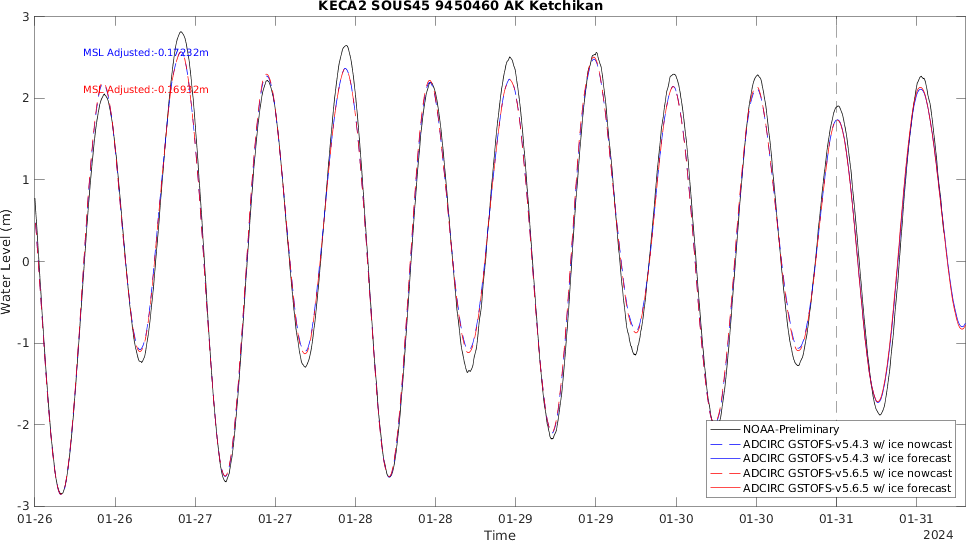 KECA2 SOUS45 9450460 AK Ketchikan
3
MSL Adjusted:-0.17232m
MSL Adjusted:-0.16932m
2
1
0
-1
-2
-3
Water Level (m)
NOAA-Preliminary
ADCIRC GSTOFS-v5.4.3 w/ ice nowcast
ADCIRC GSTOFS-v5.4.3 w/ ice forecast
ADCIRC GSTOFS-v5.6.5 w/ ice nowcast
ADCIRC GSTOFS-v5.6.5 w/ ice forecast
01-26 01-26 01-27 01-27 01-28 01-28 01-29 01-29 01-30 01-30 01-31 01-31
Time
2024